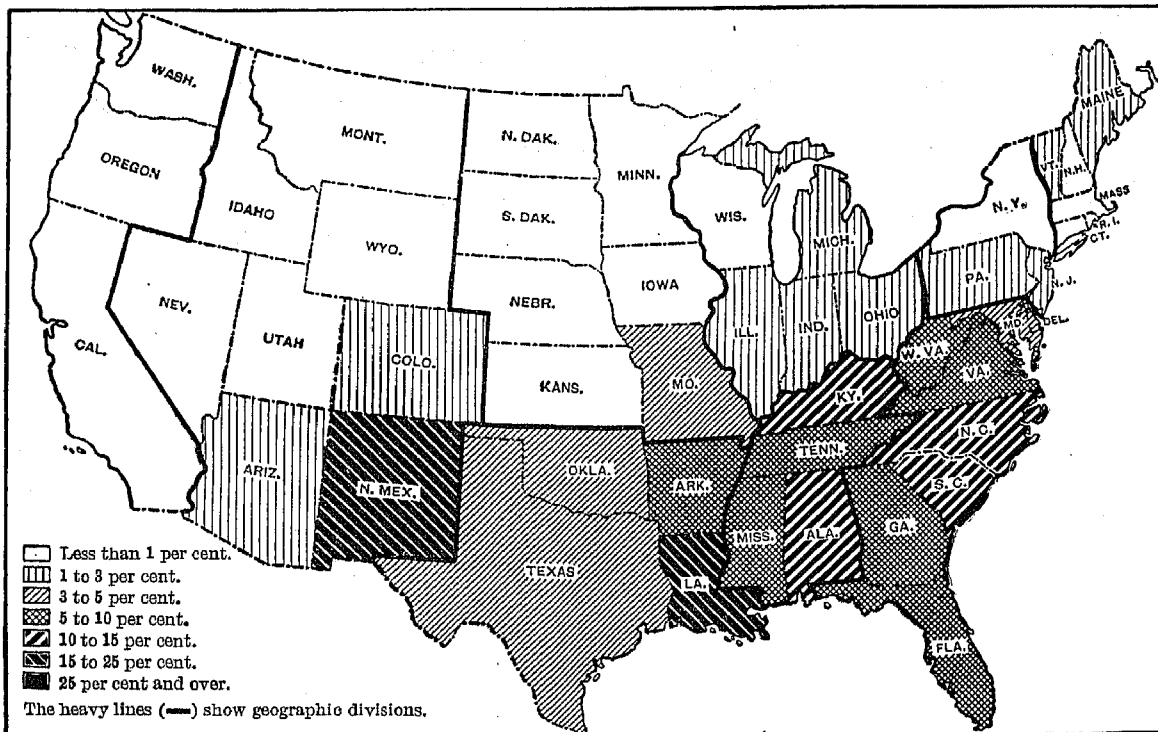 WASH.
OREGON
CAL.
NEV.
IDAHO
MONT.
WYO.
UTAH
COLO.
ARIZ.
N. MEX.
N. DAK.
S. DAK.
NEBR.
KANS.
OKLA.
TEXAS
MINN.
IOWA
MO.
ARK.
LA.
WIS.
ILL.
MICH.
IND.
OHIO
KY.
TENN.
MISS.
ALA.
GA.
FLA.
S. C.
N. C.
VA.
W. VA.
MD.
DEL.
PA.
N. J.
N. Y.
CT.
R. I.
MASS
VT.
N.H.
MAINE
Less than 1 per cent.
1 to 3 per cent.
3 to 5 per cent.
5 to 10 per cent.
10 to 15 per cent.
15 to 25 per cent.
25 per cent and over.
The heavy lines (━) show geographic divisions.